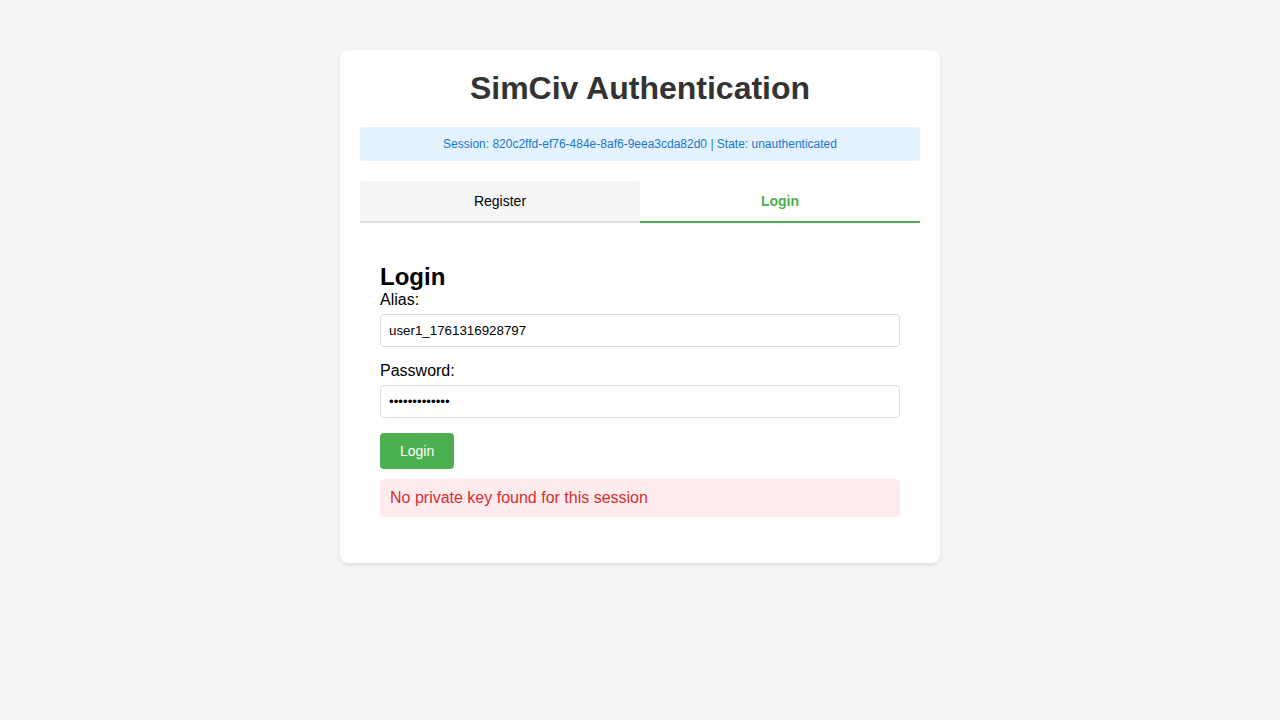 SimCiv Authentication
Session: 820c2ffd-ef76-484e-8af6-9eea3cda82d0 | State: unauthenticated
Register
Login
Login
Alias:
user1_1761316928797
Password:
•••••••••••••
Login
No private key found for this session